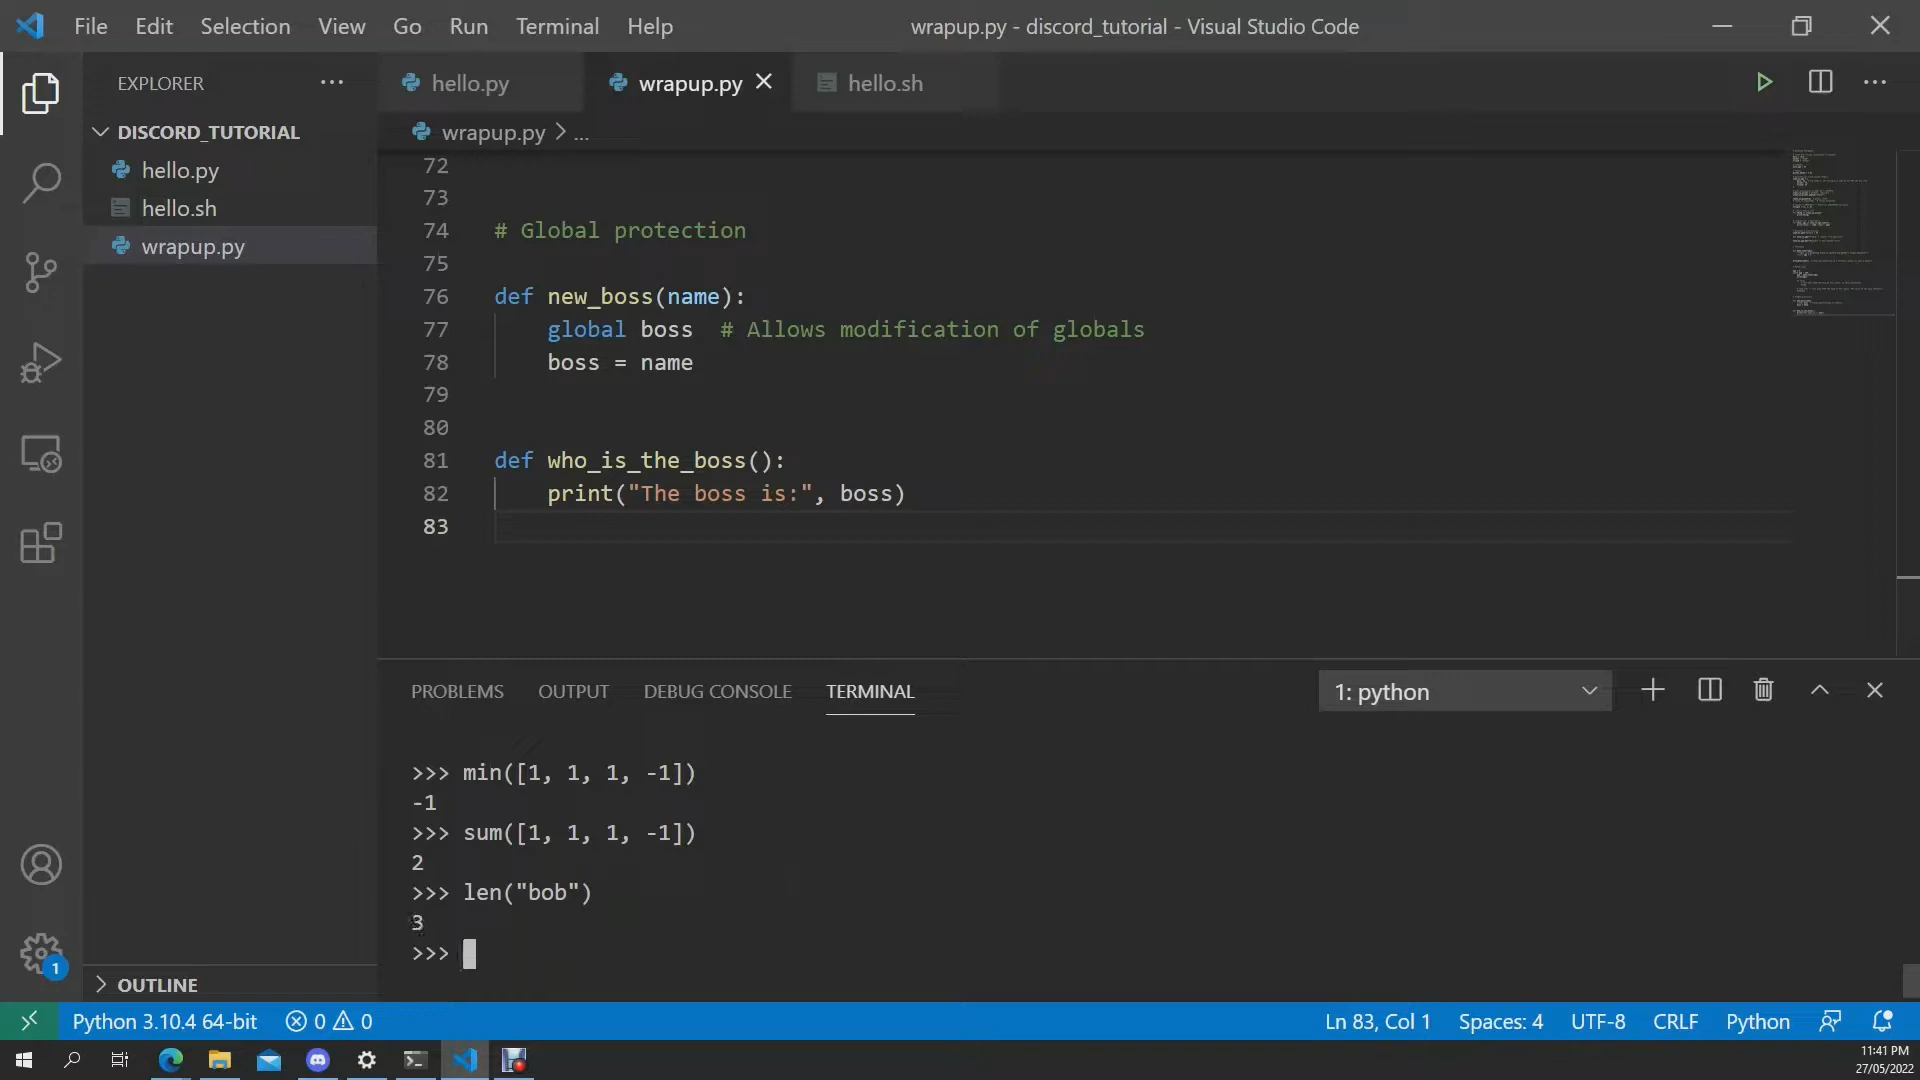 File Edit Selection View Go Run Terminal Help
wrapup.py - discord_tutorial - Visual Studio Code
EXPLORER
DISCORD_TUTORIAL
hello.py
hello.sh
wrapup.py
OUTLINE
hello.py
wrapup.py
hello.sh
wrapup.py > ...
72
73
74 # Global protection
75
76 def new_boss(name):
77 global boss # Allows modification of globals
78 boss = name
79
80
81 def who_is_the_boss():
82 print("The boss is:", boss)
83
PROBLEMS OUTPUT DEBUG CONSOLE TERMINAL
1: python
>>> min([1, 1, 1, -1])
-1
>>> sum([1, 1, 1, -1])
2
>>> len("bob")
3
>>>
1
Python 3.10.4 64-bit 0 0
Ln 83, Col 1 Spaces: 4 UTF-8 CRLF Python
11:41 PM
27/05/2022